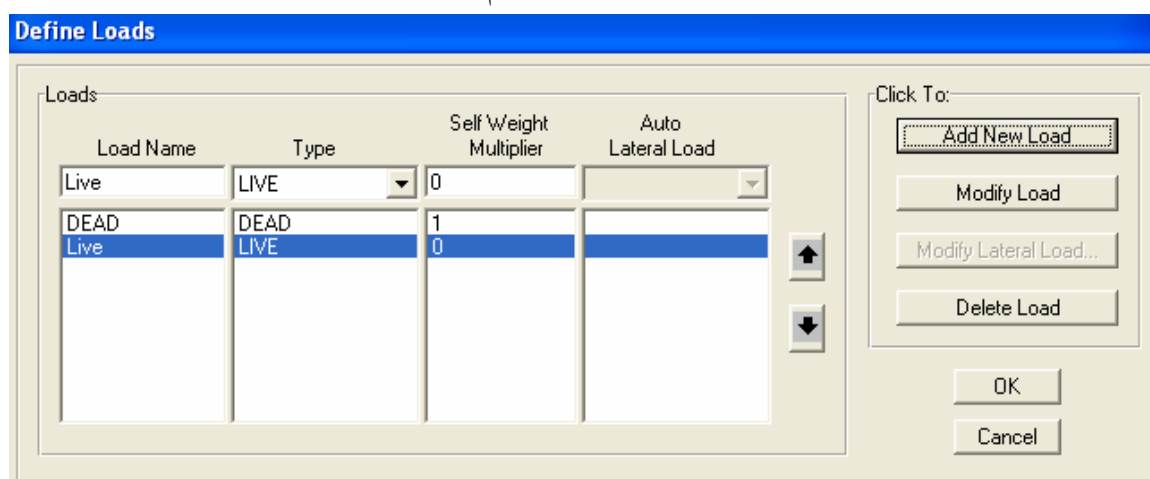 Define Loads
Loads
Load Name Type Self Weight Multiplier Auto Lateral Load
Live LIVE 0
DEAD DEAD 1
Live LIVE 0
Click To:
Add New Load
Modify Load
Modify Lateral Load...
Delete Load
OK
Cancel